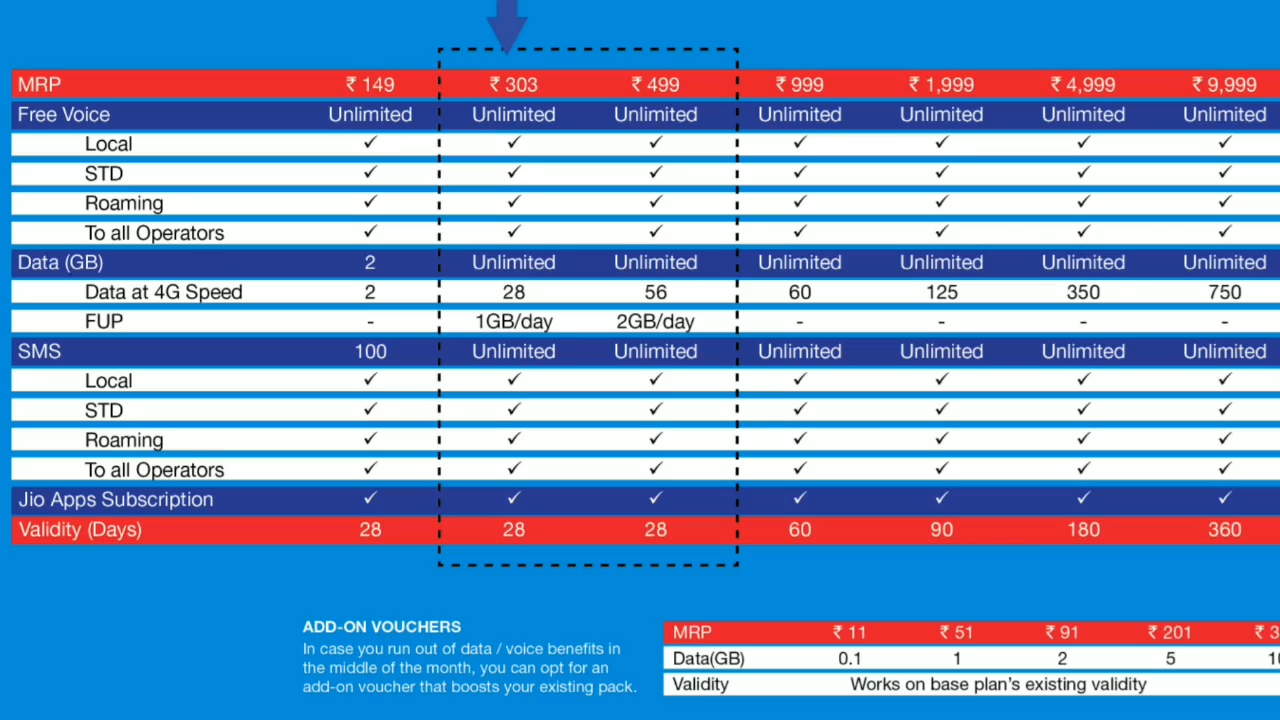 MRP ₹ 149 ₹ 303 ₹ 499 ₹ 999 ₹ 1,999 ₹ 4,999 ₹ 9,999
Free Voice Unlimited Unlimited Unlimited Unlimited Unlimited Unlimited Unlimited
Local ✓ ✓ ✓ ✓ ✓ ✓ ✓
STD ✓ ✓ ✓ ✓ ✓ ✓ ✓
Roaming ✓ ✓ ✓ ✓ ✓ ✓ ✓
To all Operators ✓ ✓ ✓ ✓ ✓ ✓ ✓
Data (GB) 2 Unlimited Unlimited Unlimited Unlimited Unlimited Unlimited
Data at 4G Speed 2 28 56 60 125 350 750
FUP - 1GB/day 2GB/day - - - -
SMS 100 Unlimited Unlimited Unlimited Unlimited Unlimited Unlimited
Local ✓ ✓ ✓ ✓ ✓ ✓ ✓
STD ✓ ✓ ✓ ✓ ✓ ✓ ✓
Roaming ✓ ✓ ✓ ✓ ✓ ✓ ✓
To all Operators ✓ ✓ ✓ ✓ ✓ ✓ ✓
Jio Apps Subscription ✓ ✓ ✓ ✓ ✓ ✓ ✓
Validity (Days) 28 28 28 60 90 180 360
ADD-ON VOUCHERS
In case you run out of data / voice benefits in
the middle of the month, you can opt for an
add-on voucher that boosts your existing pack.
MRP ₹ 11 ₹ 51 ₹ 91 ₹ 201
Data(GB) 0.1 1 2 5
Validity Works on base plan's existing validity